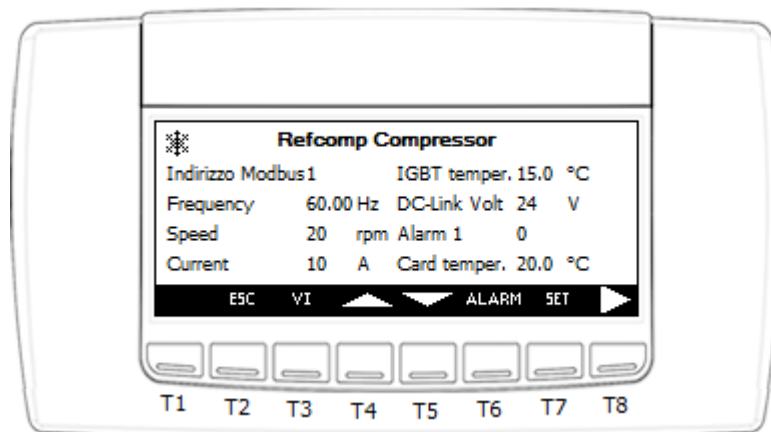 Refcomp Compressor
Indirizzo Modbus 1 IGBT temper. 15.0 °C
Frequency 60.00 Hz DC-Link Volt 24 V
Speed 20 rpm Alarm 1 0
Current 10 A Card temper. 20.0 °C
ESC VI ALARM SET
T1 T2 T3 T4 T5 T6 T7 T8